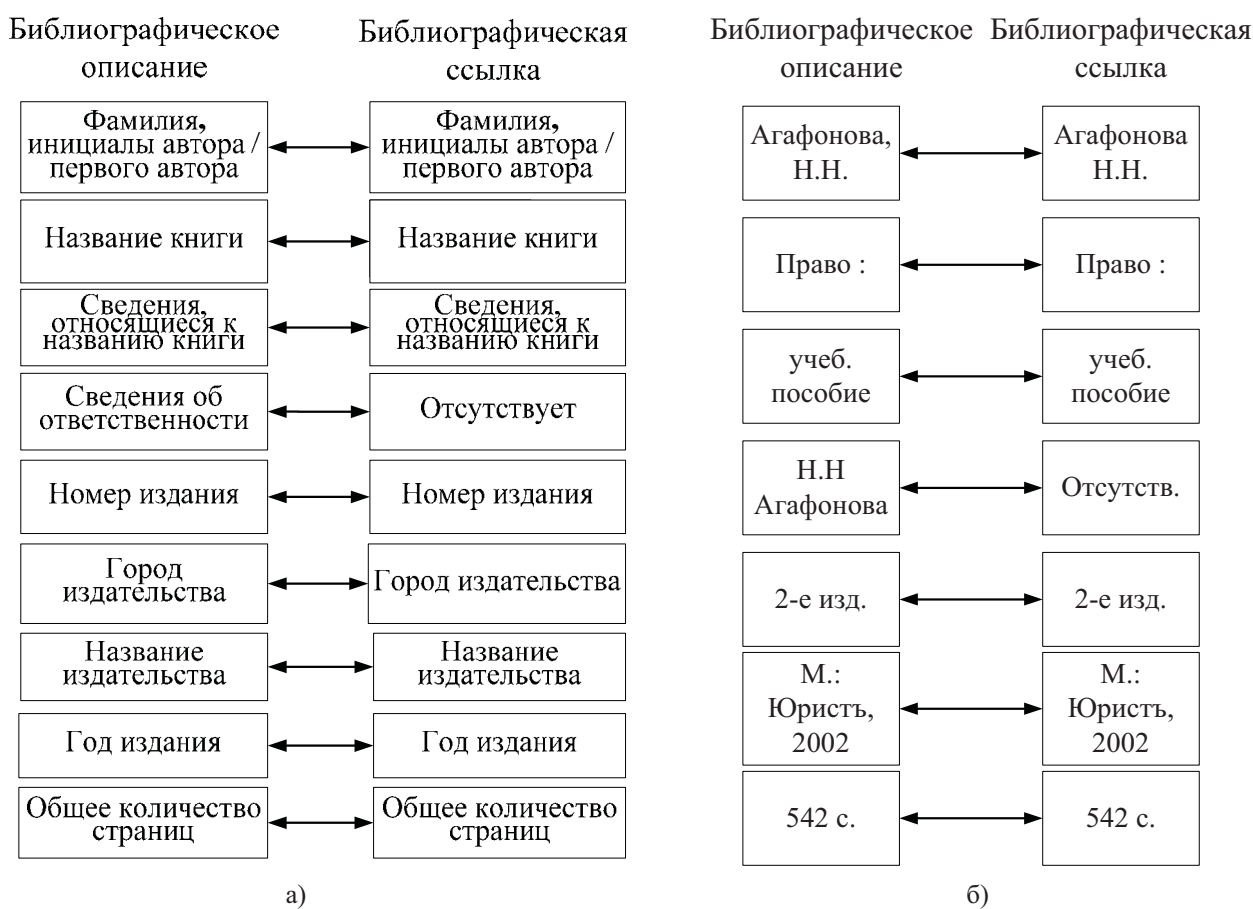 Библиографическое
описание
Библиографическая
ссылка
Фамилия,
инициалы автора /
первого автора
Фамилия,
инициалы автора /
первого автора
Название книги
Название книги
Сведения,
относящиеся к
названию книги
Сведения,
относящиеся к
названию книги
Сведения об
ответственности
Отсутствует
Номер издания
Номер издания
Город
издательства
Город издательства
Название
издательства
Название
издательства
Год издания
Год издания
Общее количество
страниц
Общее количество
страниц
а)
Библиографическое
описание
Библиографическая
ссылка
Агафонова,
Н.Н.
Агафонова
Н.Н.
Право :
Право :
учеб.
пособие
учеб.
пособие
Н.Н
Агафонова
Отсутств.
2-е изд.
2-е изд.
М.:
Юристъ,
2002
М.:
Юристъ,
2002
542 с.
542 с.
б)